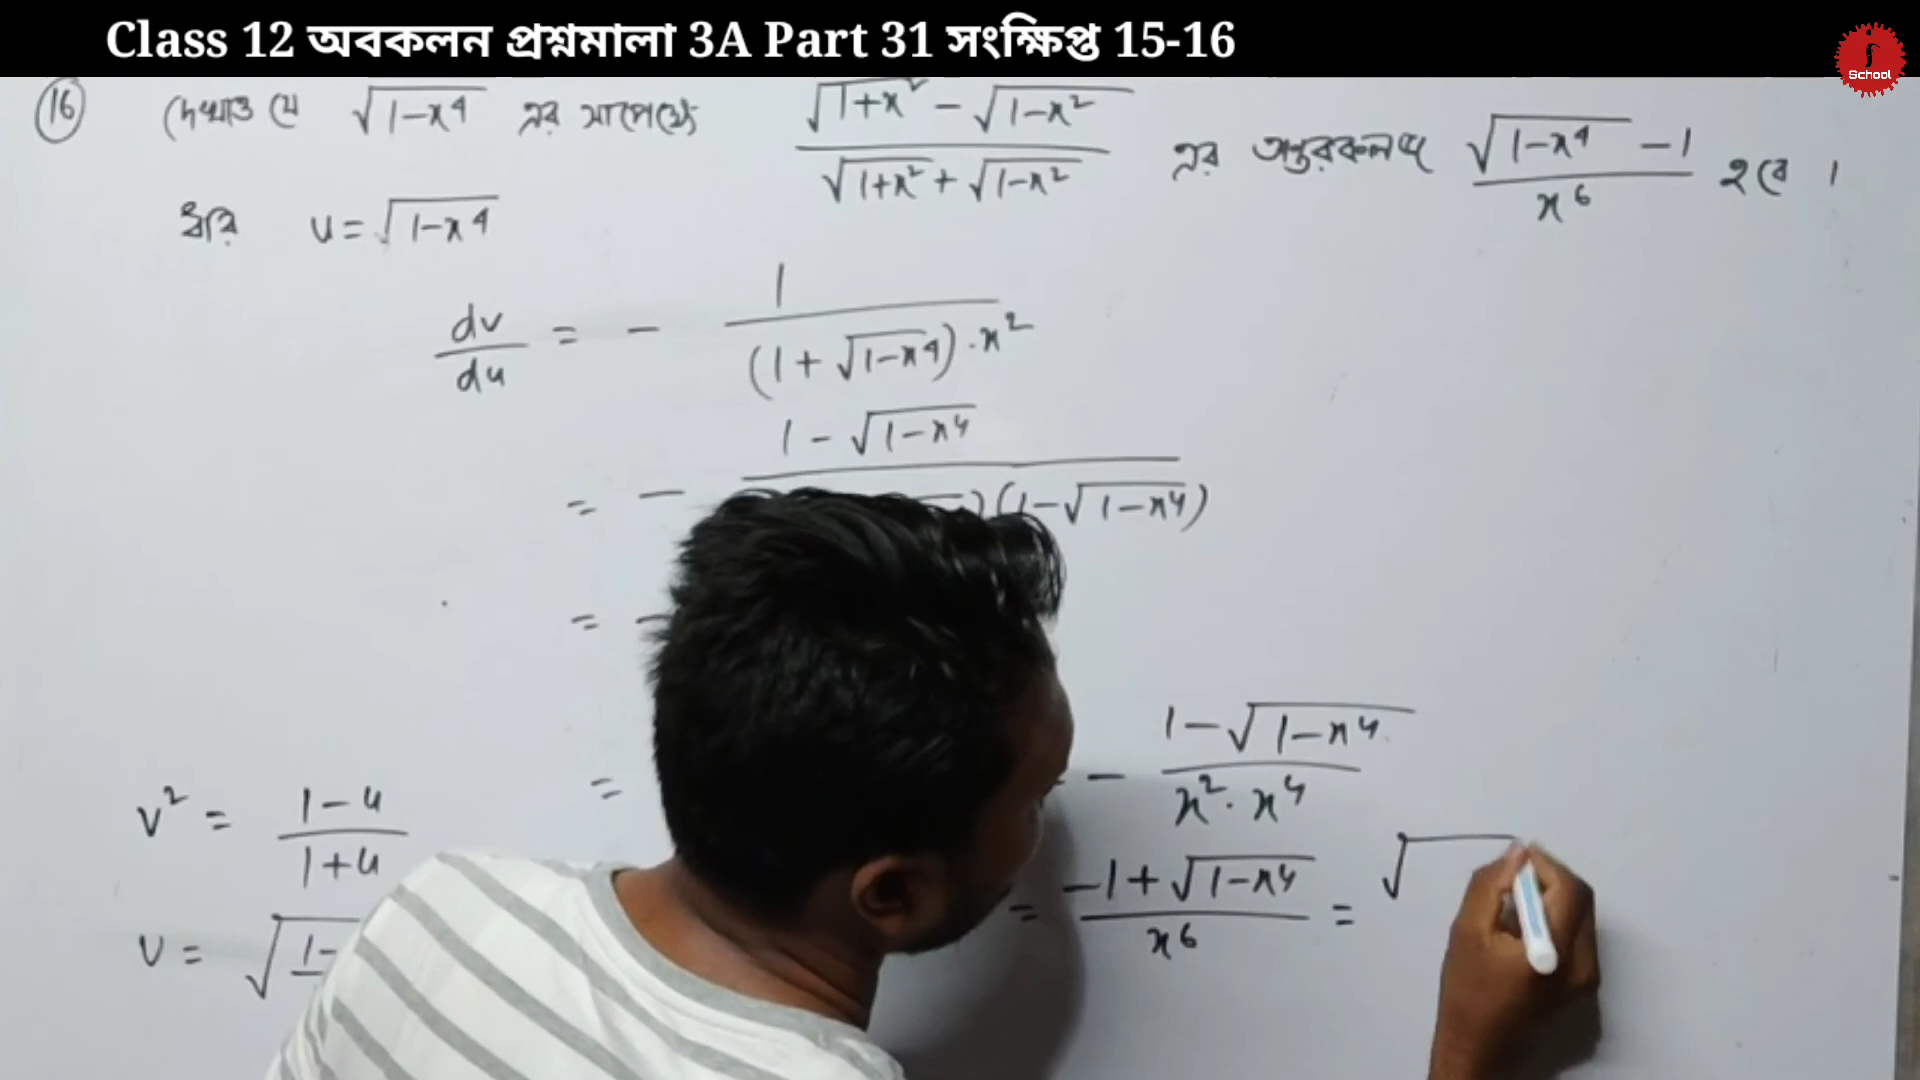 Class 12 অবকলন প্রশ্নমালা 3A Part 31 সংক্ষিপ্ত 15-16
School
(16) দেখাও যে √(1-x⁴) এর সাপেক্ষে (√(1+x²) - √(1-x²)) / (√(1+x²) + √(1-x²)) এর অন্তরকলজ (√(1-x⁴) - 1) / x⁶ হবে ।
ধরি u = √(1-x⁴)
dv/du = - 1 / ((1 + √(1-x⁴)) · x²)
= - (1 - √(1-x⁴)) / ) (1 - √(1-x⁴))
= -
= - (1 - √(1-x⁴)) / (x² · x⁴)
v² = (1-u) / (1+u)
= (-1 + √(1-x⁴)) / x⁶ = √
v = √ 1-